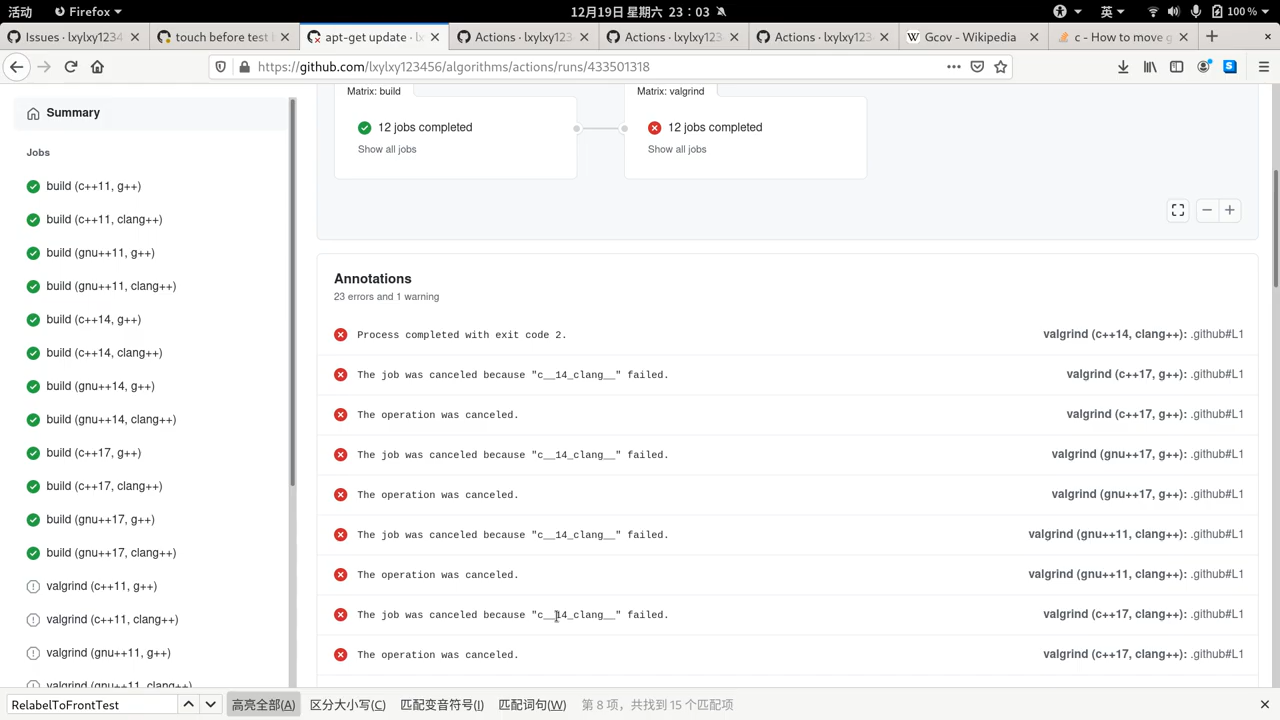 活动
Firefox
12月19日 星期六 23：03
英
100 %
Issues · lxylxy1234
touch before test i
apt-get update · lx
Actions · lxylxy123
Actions · lxylxy123
Actions · lxylxy123
Gcov - Wikipedia
c - How to move g
https://github.com/lxylxy123456/algorithms/actions/runs/433501318
Summary
Jobs
build (c++11, g++)
build (c++11, clang++)
build (gnu++11, g++)
build (gnu++11, clang++)
build (c++14, g++)
build (c++14, clang++)
build (gnu++14, g++)
build (gnu++14, clang++)
build (c++17, g++)
build (c++17, clang++)
build (gnu++17, g++)
build (gnu++17, clang++)
valgrind (c++11, g++)
valgrind (c++11, clang++)
valgrind (gnu++11, g++)
valgrind (gnu++11, clang++)
Matrix: build
12 jobs completed
Show all jobs
Matrix: valgrind
12 jobs completed
Show all jobs
Annotations
23 errors and 1 warning
Process completed with exit code 2. valgrind (c++14, clang++): .github#L1
The job was canceled because "c__14_clang__" failed. valgrind (c++17, g++): .github#L1
The operation was canceled. valgrind (c++17, g++): .github#L1
The job was canceled because "c__14_clang__" failed. valgrind (gnu++17, g++): .github#L1
The operation was canceled. valgrind (gnu++17, g++): .github#L1
The job was canceled because "c__14_clang__" failed. valgrind (gnu++11, clang++): .github#L1
The operation was canceled. valgrind (gnu++11, clang++): .github#L1
The job was canceled because "c__14_clang__" failed. valgrind (c++17, clang++): .github#L1
The operation was canceled. valgrind (c++17, clang++): .github#L1
RelabelToFrontTest
高亮全部(A)
区分大小写(C)
匹配变音符号(I)
匹配词句(W)
第 8 项，共找到 15 个匹配项